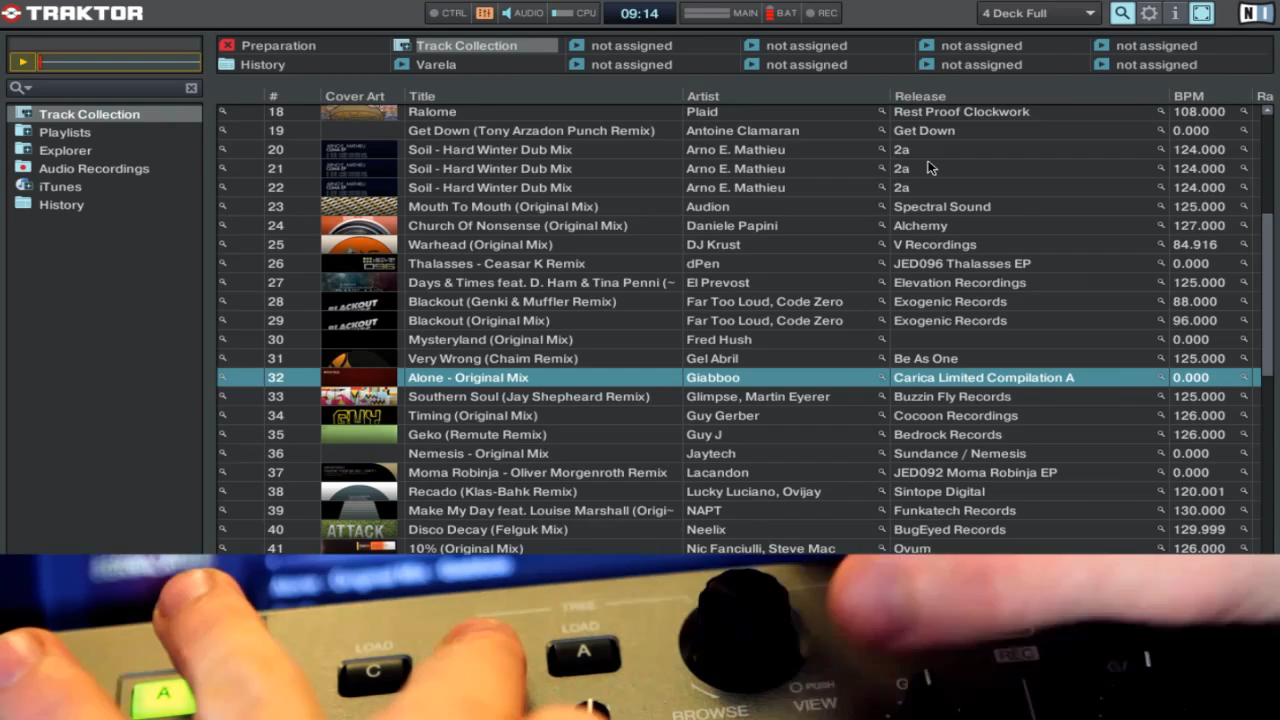 TRAKTOR CTRL AUDIO CPU 09:14 MAIN BAT REC 4 Deck Full i N
Preparation Track Collection not assigned not assigned not assigned not assigned
History Varela not assigned not assigned not assigned not assigned
# Cover Art Title Artist Release BPM Ra
Track Collection
Playlists
Explorer
Audio Recordings
iTunes
History
18 Ralome Plaid Rest Proof Clockwork 108.000
19 Get Down (Tony Arzadon Punch Remix) Antoine Clamaran Get Down 0.000
20 Soil - Hard Winter Dub Mix Arno E. Mathieu 2a 124.000
21 Soil - Hard Winter Dub Mix Arno E. Mathieu 2a 124.000
22 Soil - Hard Winter Dub Mix Arno E. Mathieu 2a 124.000
23 Mouth To Mouth (Original Mix) Audion Spectral Sound 125.000
24 Church Of Nonsense (Original Mix) Daniele Papini Alchemy 127.000
25 Warhead (Original Mix) DJ Krust V Recordings 84.916
26 Thalasses - Ceasar K Remix dPen JED096 Thalasses EP 0.000
27 Days & Times feat. D. Ham & Tina Penni (~ El Prevost Elevation Recordings 125.000
28 Blackout (Genki & Muffler Remix) Far Too Loud, Code Zero Exogenic Records 88.000
29 Blackout (Original Mix) Far Too Loud, Code Zero Exogenic Records 96.000
30 Mysteryland (Original Mix) Fred Hush 0.000
31 Very Wrong (Chaim Remix) Gel Abril Be As One 125.000
32 Alone - Original Mix Giabboo Carica Limited Compilation A 0.000
33 Southern Soul (Jay Shepheard Remix) Glimpse, Martin Eyerer Buzzin Fly Records 125.000
34 GUY Timing (Original Mix) Guy Gerber Cocoon Recordings 126.000
35 Geko (Remute Remix) Guy J Bedrock Records 126.000
36 Nemesis - Original Mix Jaytech Sundance / Nemesis 0.000
37 Moma Robinja - Oliver Morgenroth Remix Lacandon JED092 Moma Robinja EP 0.000
38 Recado (Klas-Bahk Remix) Lucky Luciano, Ovijay Sintope Digital 120.001
39 Make My Day feat. Louise Marshall (Origi~ NAPT Funkatech Records 130.000
40 ATTACK Disco Decay (Felguk Mix) Neelix BugEyed Records 129.999
41 10% (Original Mix) Nic Fanciulli, Steve Mac Ovum 126.000
TREE
LOAD LOAD
A C A
REC
PUSH
BROWSE VIEW